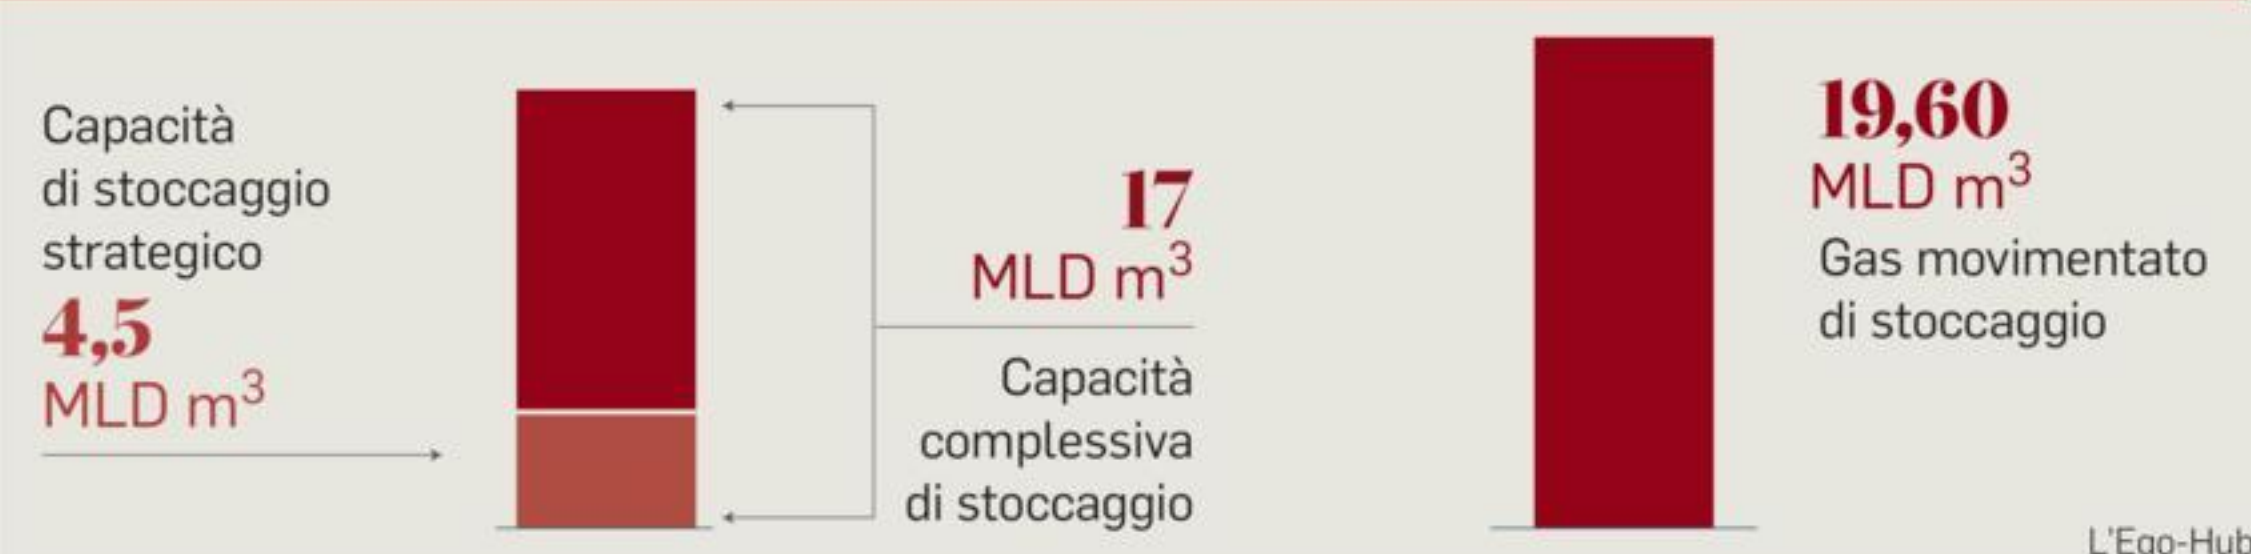 Capacità
di stoccaggio
strategico
4,5
MLD m³
17
MLD m³
Capacità
complessiva
di stoccaggio
19,60
MLD m³
Gas movimentato
di stoccaggio
L'Ego-Hub